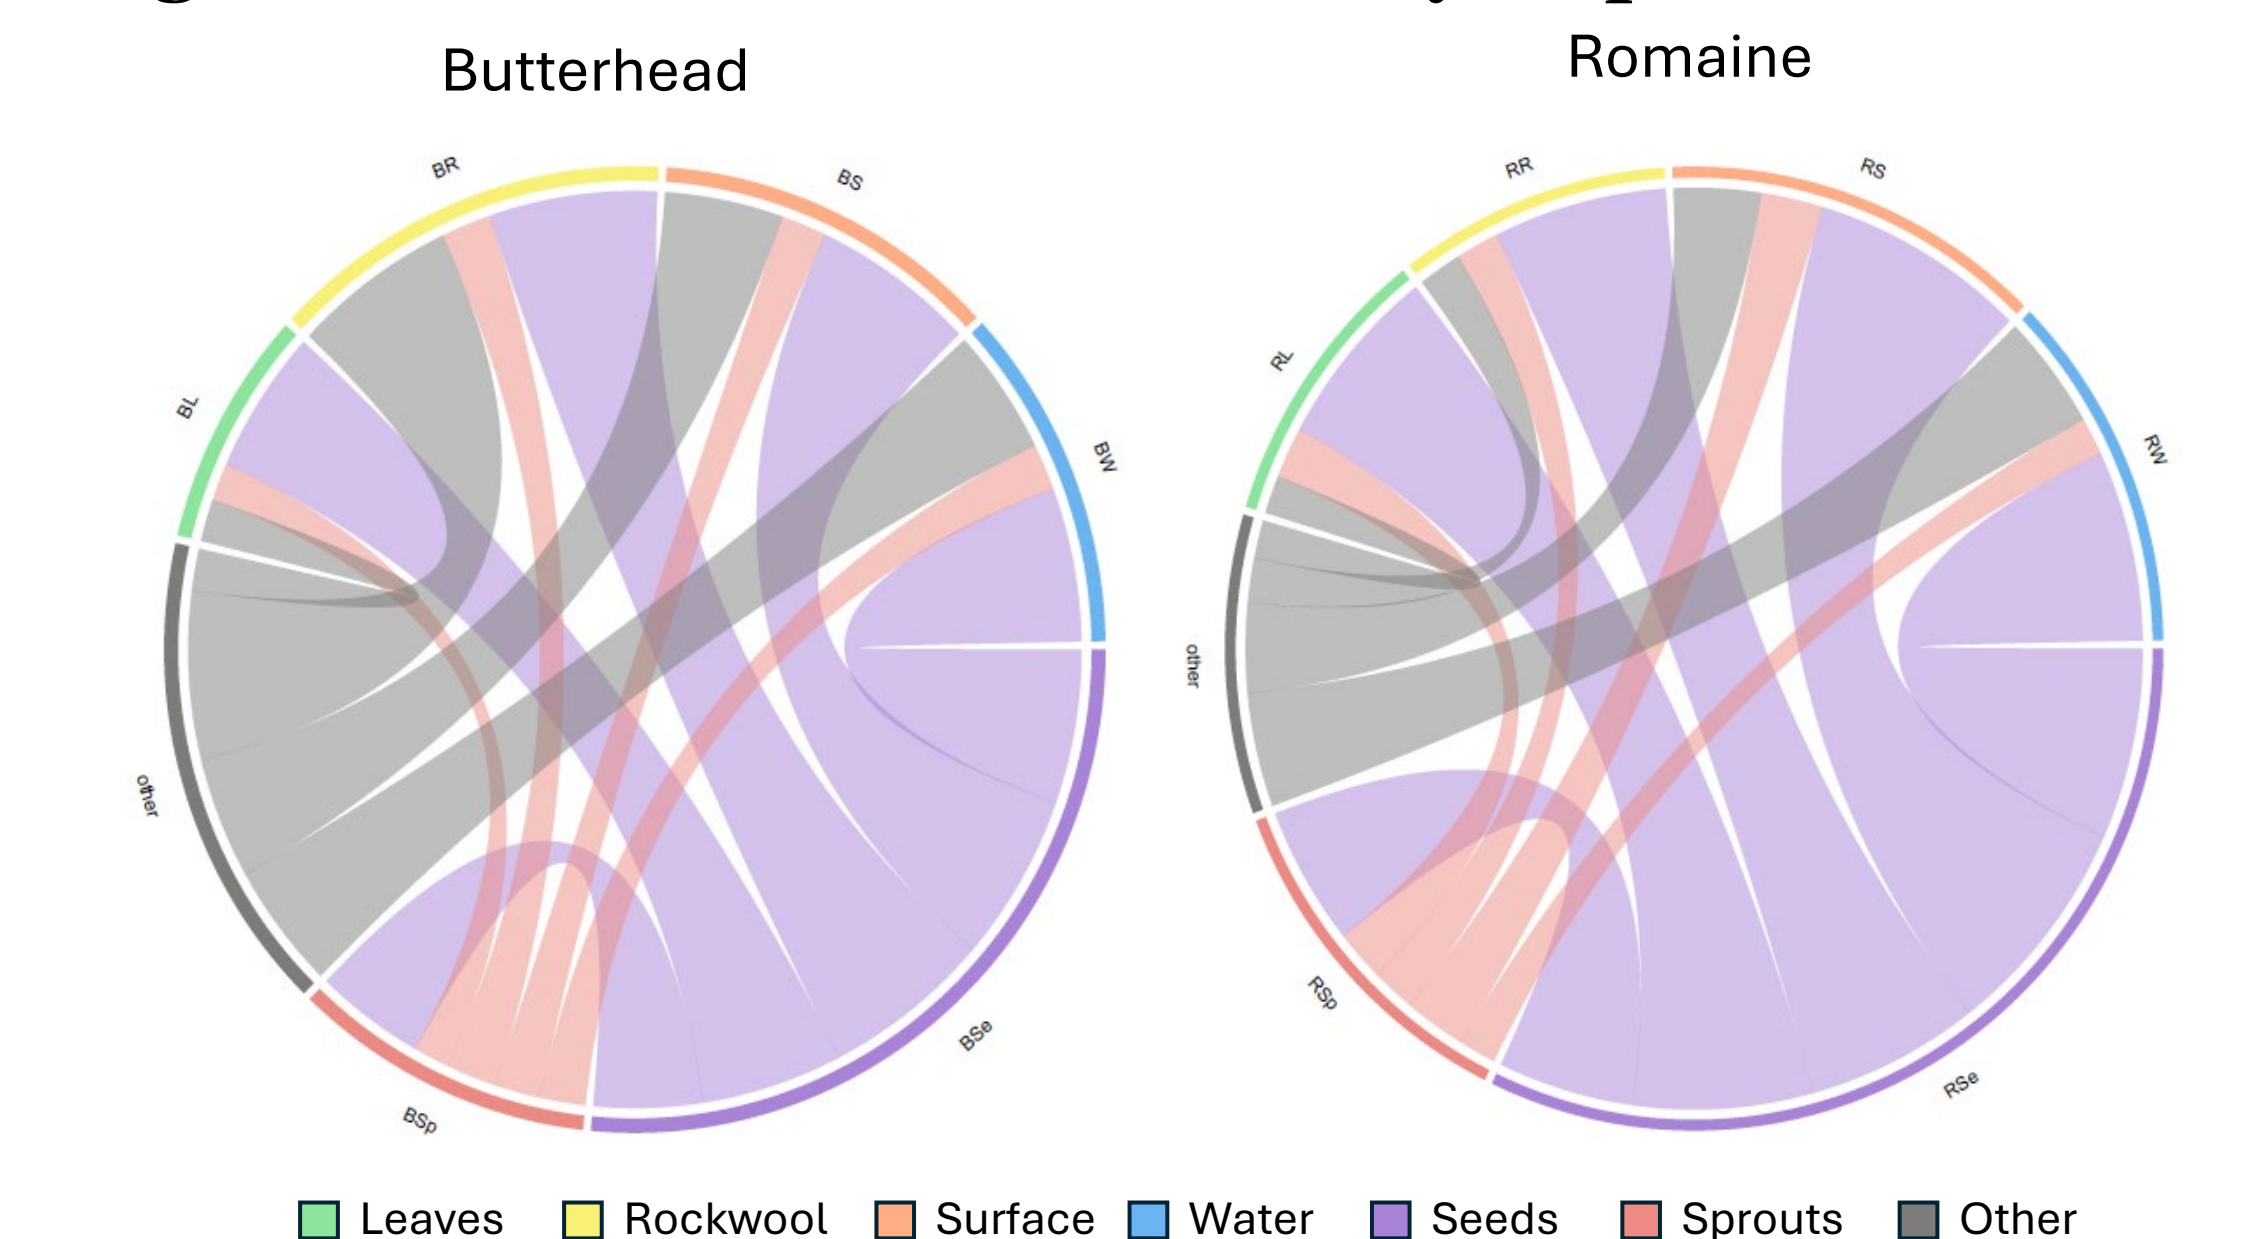 Butterhead
Romaine
BR
BS
BL
BW
other
BSp
BSe
RR
RS
RL
RW
other
RSp
RSe
Leaves Rockwool Surface Water Seeds Sprouts Other